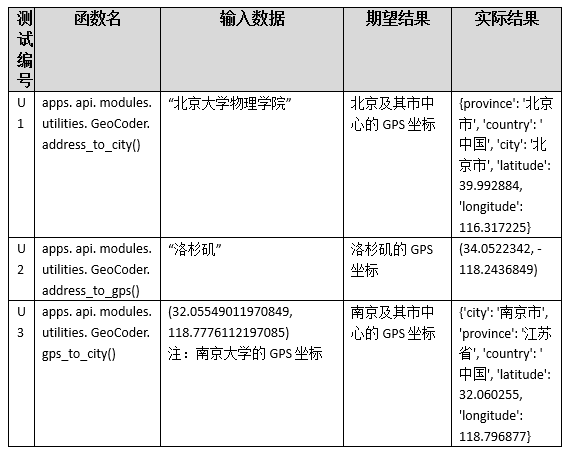 测试编号
函数名
输入数据
期望结果
实际结果
U1
apps. api. modules.
utilities. GeoCoder.
address_to_city()
“北京大学物理学院”
北京及其市中
心的 GPS 坐标
{province': '北京
市', 'country': '
中国', 'city': '北
京市', 'latitude':
39.992884,
'longitude':
116.317225}
U2
apps. api. modules.
utilities. GeoCoder.
address_to_gps()
“洛杉矶”
洛杉矶的 GPS
坐标
(34.0522342, -
118.2436849)
U3
apps. api. modules.
utilities. GeoCoder.
gps_to_city()
(32.05549011970849,
118.7776112197085)
注：南京大学的 GPS 坐标
南京及其市中
心的 GPS 坐标
{'city': '南京市',
'province': '江苏
省', 'country': '
中国', 'latitude':
32.060255,
'longitude':
118.796877}